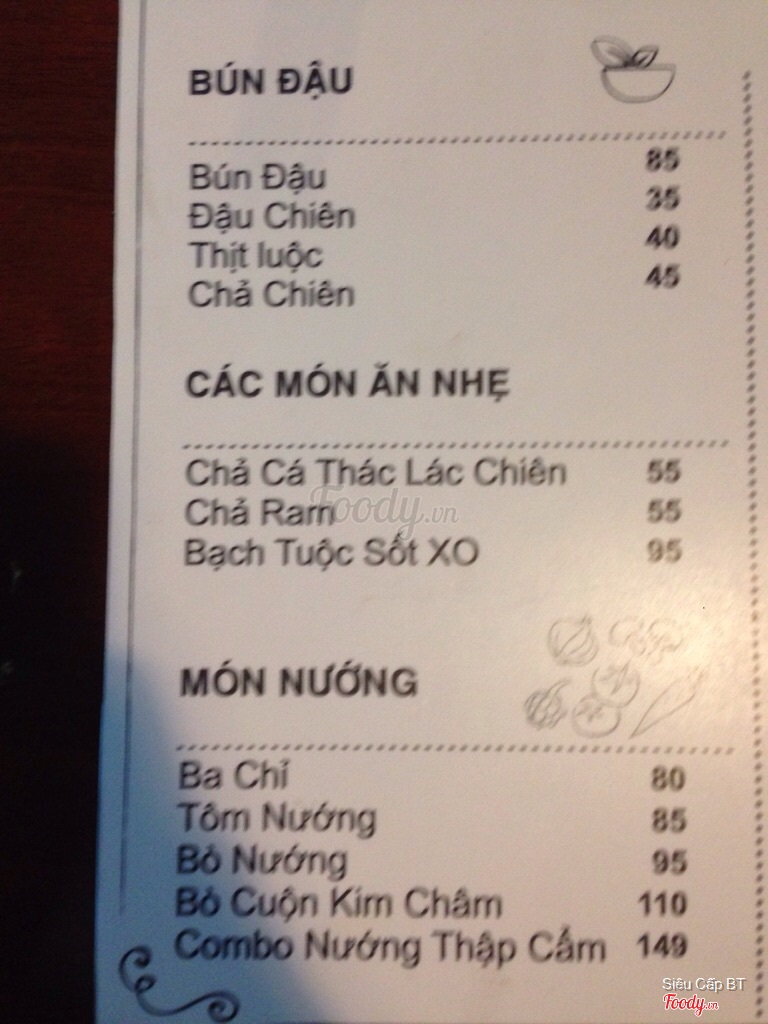 BÚN ĐẬU
Bún Đậu 85
Đậu Chiên 35
Thịt luộc 40
Chả Chiên 45
CÁC MÓN ĂN NHẸ
Chả Cá Thác Lác Chiên 55
Chả Ram 55
Foody.vn
Bạch Tuộc Sốt XO 95
MÓN NƯỚNG
Ba Chỉ 80
Tôm Nướng 85
Bò Nướng 95
Bò Cuộn Kim Châm 110
Combo Nướng Thập Cẩm 149
Siêu Cấp BT
Foody.vn